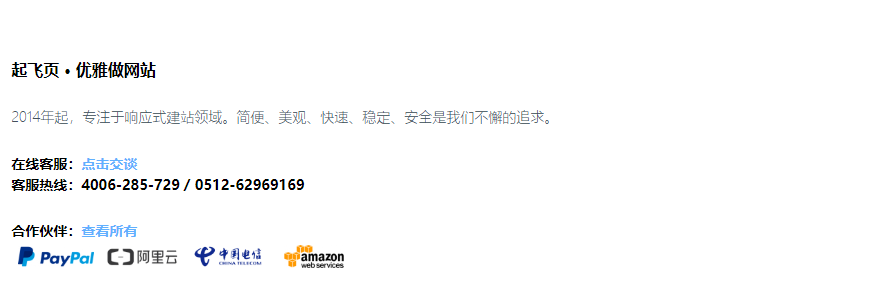 起飞页 • 优雅做网站
2014年起，专注于响应式建站领域。简便、美观、快速、稳定、安全是我们不懈的追求。
在线客服：点击交谈
客服热线：4006-285-729 / 0512-62969169
合作伙伴：查看所有
PayPal 阿里云 中国电信 CHINA TELECOM amazon web services